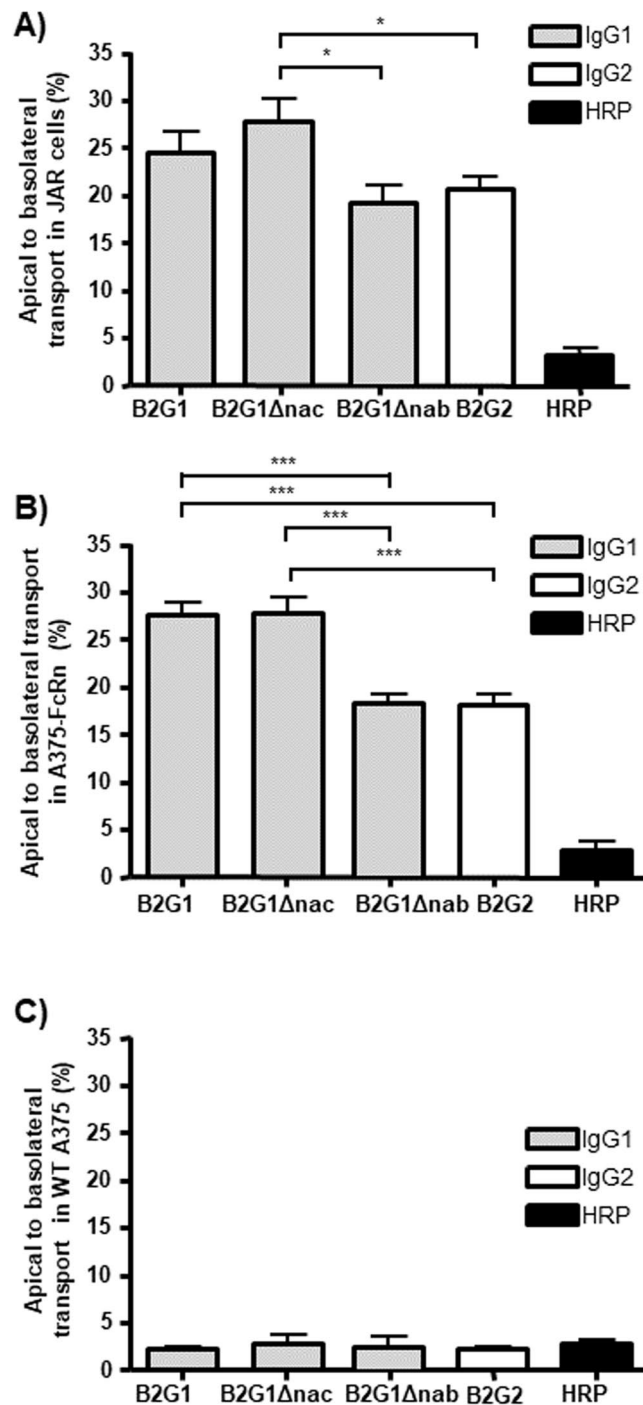 A)
Apical to basolateral
transport in JAR cells (%)
35
30
25
20
15
10
5
0
*
*
IgG1
IgG2
HRP
B2G1 B2G1Δnac B2G1Δnab B2G2 HRP
B)
Apical to basolateral transport
in A375-FcRn (%)
35
30
25
20
15
10
5
0
***
***
***
***
IgG1
IgG2
HRP
B2G1 B2G1Δnac B2G1Δnab B2G2 HRP
C)
Apical to basolateral
transport in WT A375 (%)
35
30
25
20
15
10
5
0
IgG1
IgG2
HRP
B2G1 B2G1Δnac B2G1Δnab B2G2 HRP